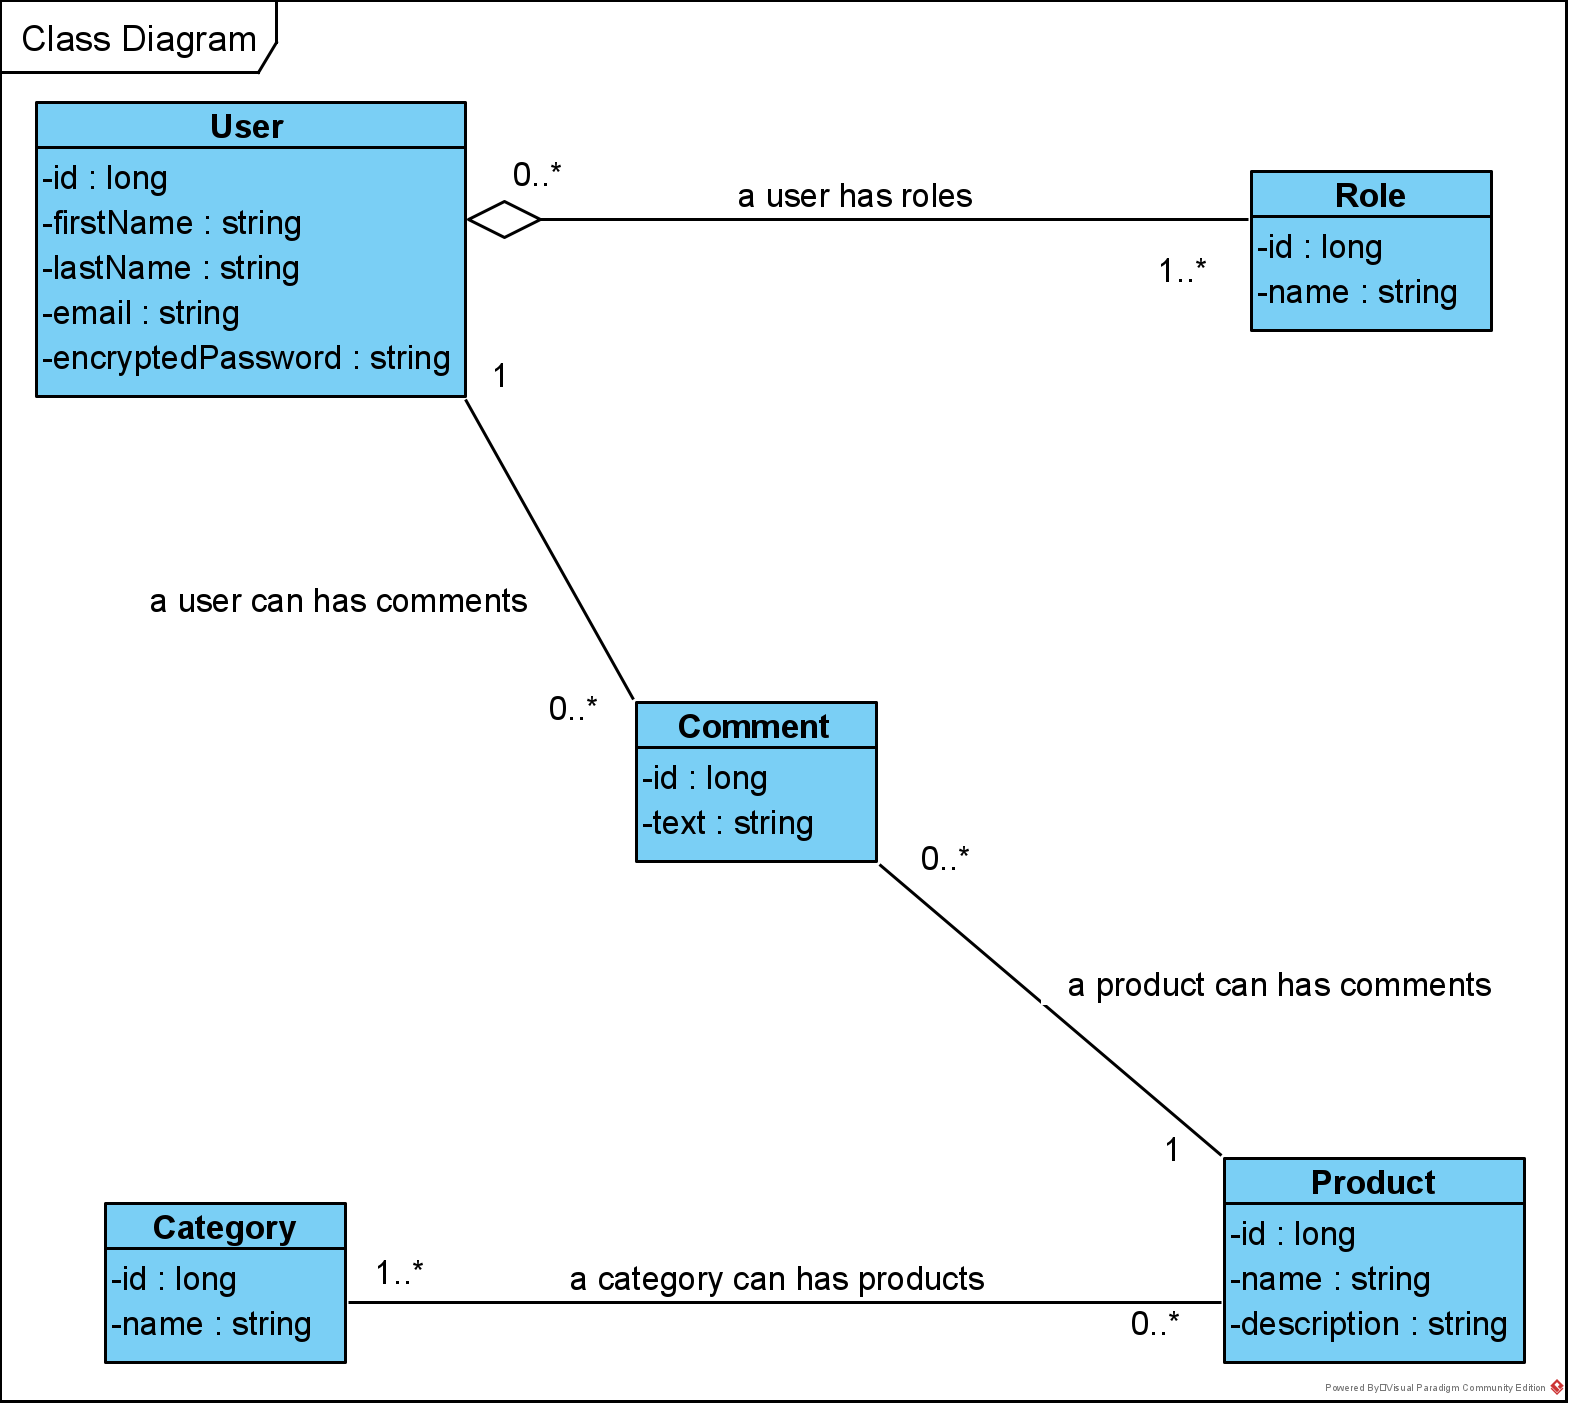 Class Diagram
User
-id : long
-firstName : string
-lastName : string
-email : string
-encryptedPassword : string
0..*
a user has roles
1..*
Role
-id : long
-name : string
1
a user can has comments
0..*
Comment
-id : long
-text : string
0..*
a product can has comments
1
Product
-id : long
-name : string
-description : string
Category
-id : long
-name : string
1..*
a category can has products
0..*
Powered By Visual Paradigm Community Edition